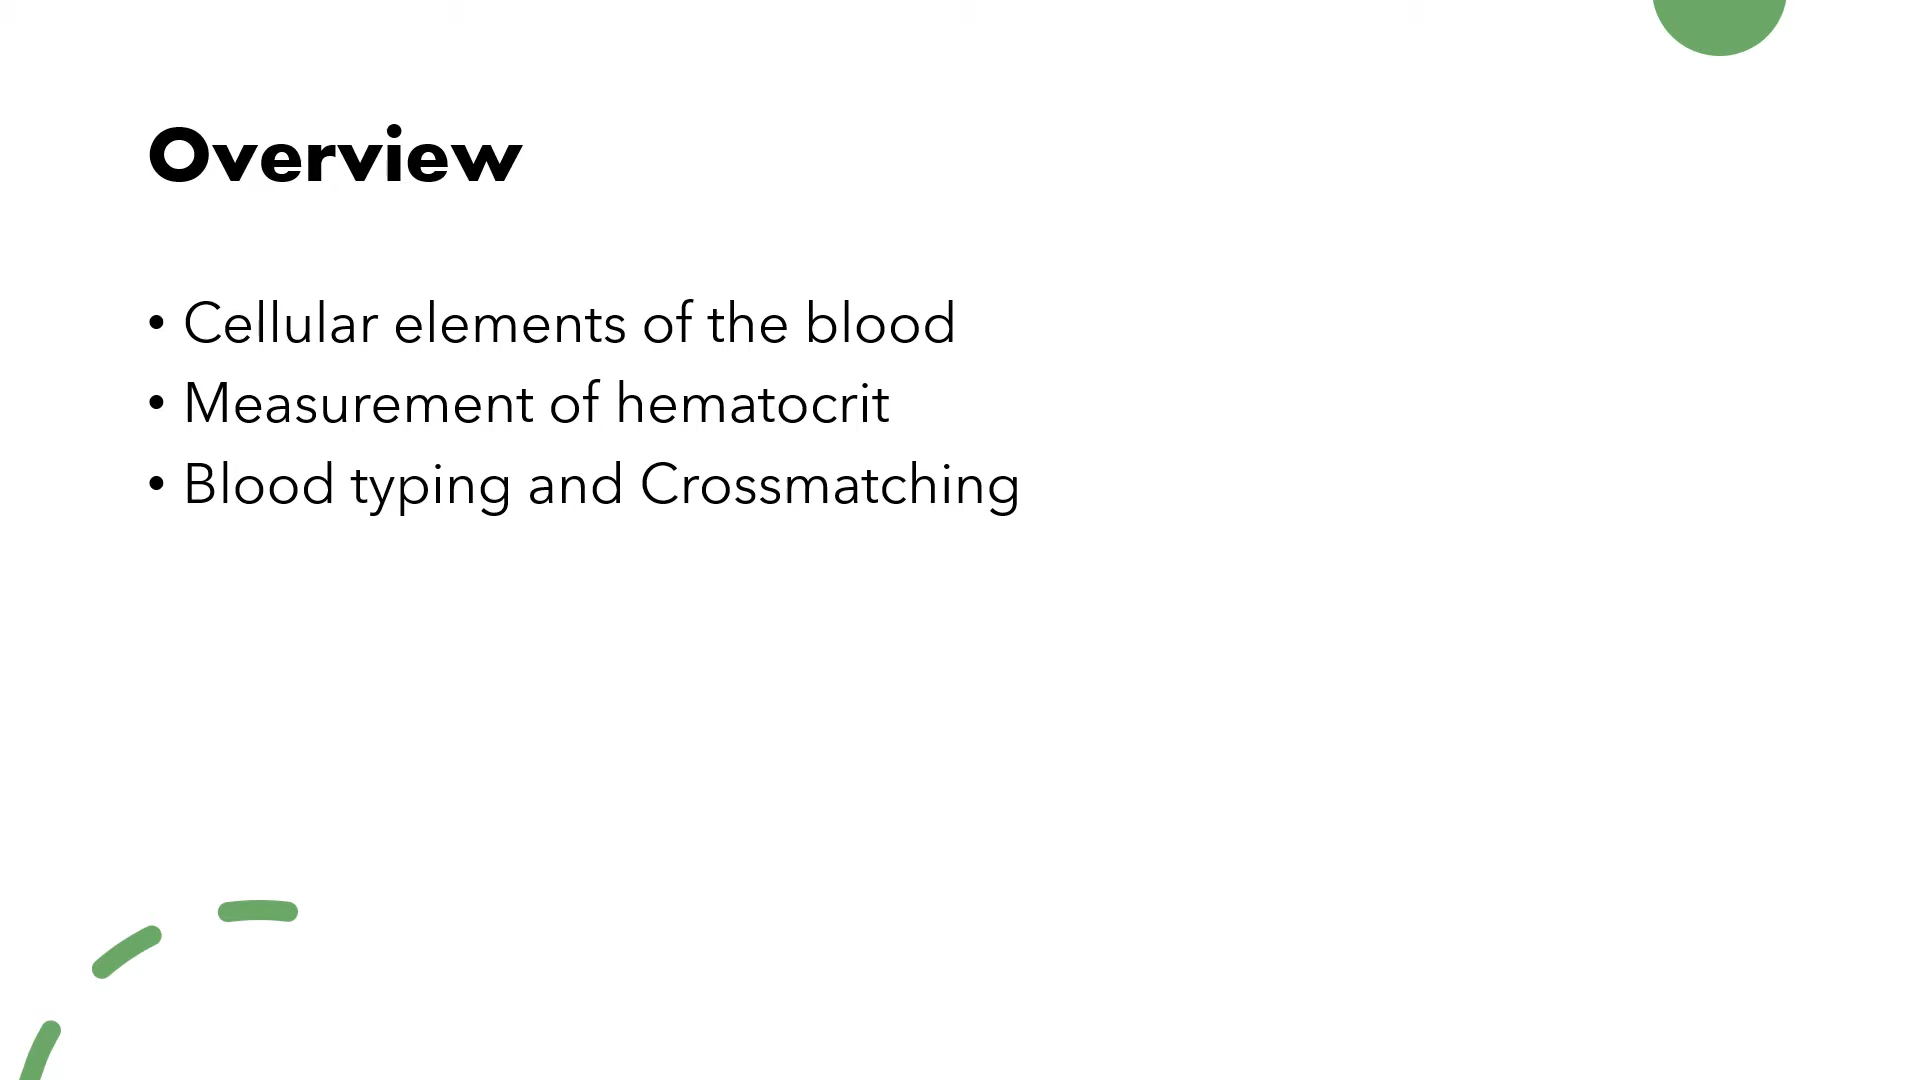 Overview
• Cellular elements of the blood
• Measurement of hematocrit
• Blood typing and Crossmatching